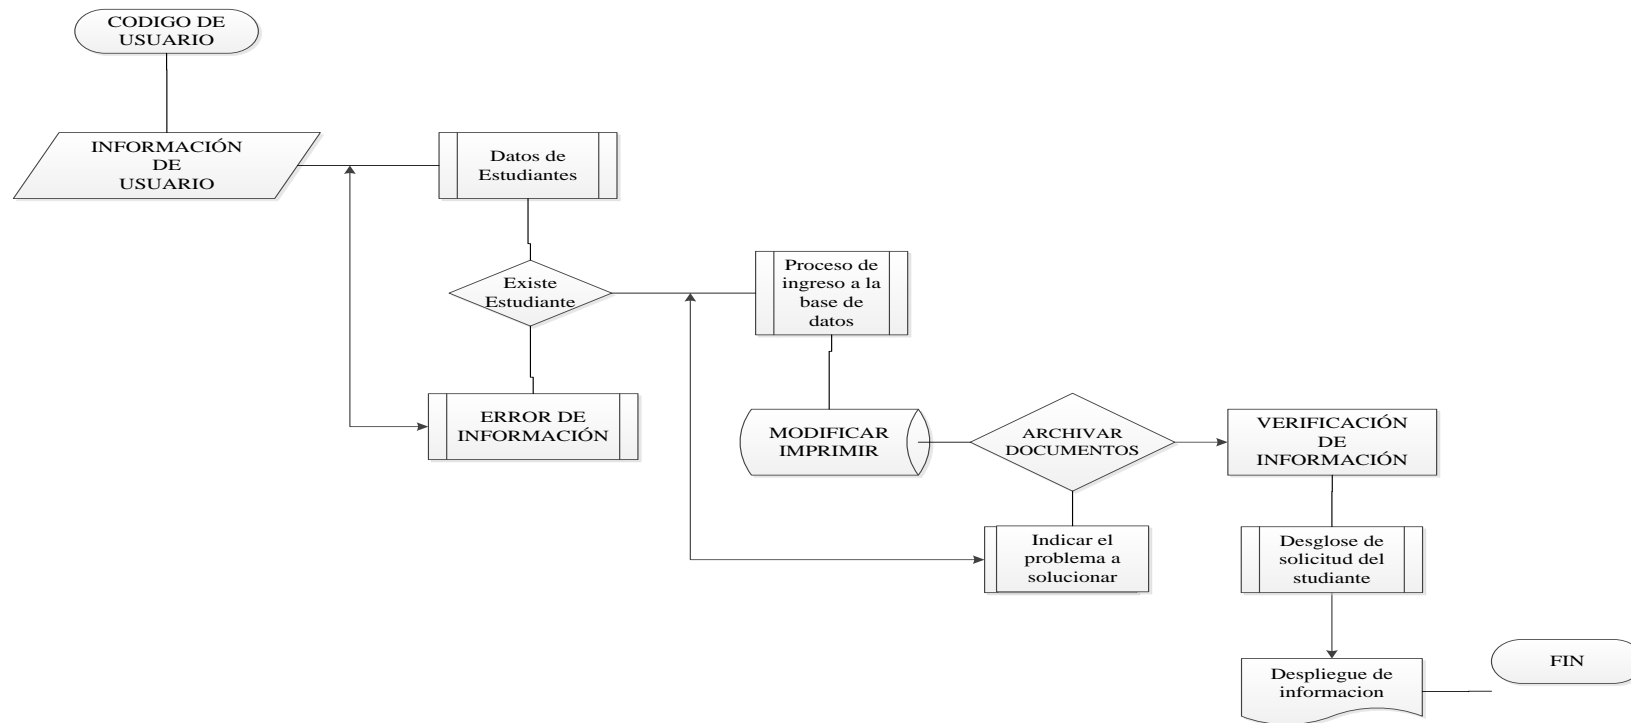 CODIGO DE
USUARIO
INFORMACIÓN
DE
USUARIO
Datos de
Estudiantes
Existe
Estudiante
Proceso de
ingreso a la
base de
datos
ERROR DE
INFORMACIÓN
MODIFICAR
IMPRIMIR
ARCHIVAR
DOCUMENTOS
VERIFICACIÓN
DE
INFORMACIÓN
Indicar el
problema a
solucionar
Desglose de
solicitud del
studiante
Despliegue de
informacion
FIN